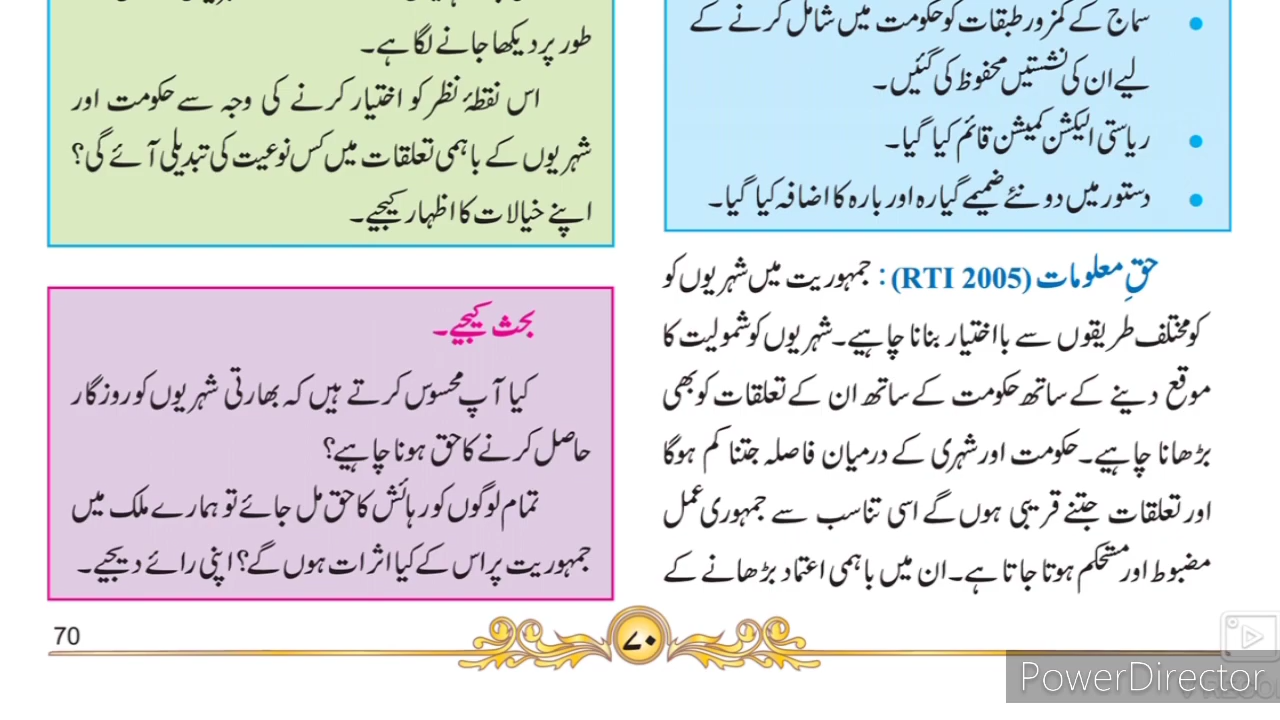 سماج کے کمزور طبقات کو حکومت میں شامل کرنے کے
لیے ان کی نشستیں محفوظ کی گئیں۔
ریاستی الیکشن کمیشن قائم کیا گیا۔
دستور میں دو نئے ضمیمے گیارہ اور بارہ کا اضافہ کیا گیا۔
حقِ معلومات (RTI 2005) : جمہوریت میں شہریوں کو
کو مختلف طریقوں سے بااختیار بنانا چاہیے۔ شہریوں کو شمولیت کا
موقع دینے کے ساتھ حکومت کے ساتھ ان کے تعلقات کو بھی
بڑھانا چاہیے۔ حکومت اور شہری کے درمیان فاصلہ جتنا کم ہوگا
اور تعلقات جتنے قریبی ہوں گے اسی تناسب سے جمہوری عمل
مضبوط اور مستحکم ہوتا جاتا ہے۔ ان میں باہمی اعتماد بڑھانے کے
طور پر دیکھا جانے لگا ہے۔
اس نقطۂ نظر کو اختیار کرنے کی وجہ سے حکومت اور
شہریوں کے باہمی تعلقات میں کس نوعیت کی تبدیلی آئے گی؟
اپنے خیالات کا اظہار کیجیے۔
بحث کیجیے۔
کیا آپ محسوس کرتے ہیں کہ بھارتی شہریوں کو روزگار
حاصل کرنے کا حق ہونا چاہیے؟
تمام لوگوں کو رہائش کا حق مل جائے تو ہمارے ملک میں
جمہوریت پر اس کے کیا اثرات ہوں گے؟ اپنی رائے دیجیے۔
70
۷۰
PowerDirector